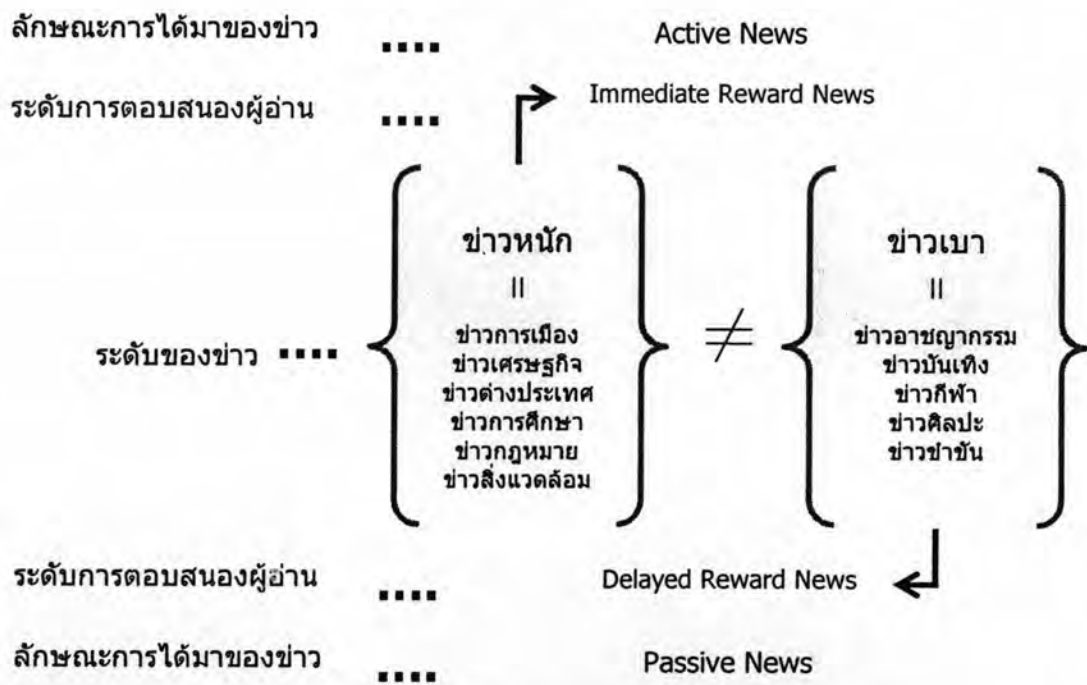 ลักษณะการได้มาของข่าว .... Active News
ระดับการตอบสนองผู้อ่าน .... Immediate Reward News
ข่าวหนัก
=
ข่าวการเมือง
ข่าวเศรษฐกิจ
ข่าวต่างประเทศ
ข่าวการศึกษา
ข่าวกฎหมาย
ข่าวสิ่งแวดล้อม
≠
ข่าวเบา
=
ข่าวอาชญากรรม
ข่าวบันเทิง
ข่าวกีฬา
ข่าวศิลปะ
ข่าวขำขัน
ระดับของข่าว ....
ระดับการตอบสนองผู้อ่าน .... Delayed Reward News
ลักษณะการได้มาของข่าว .... Passive News